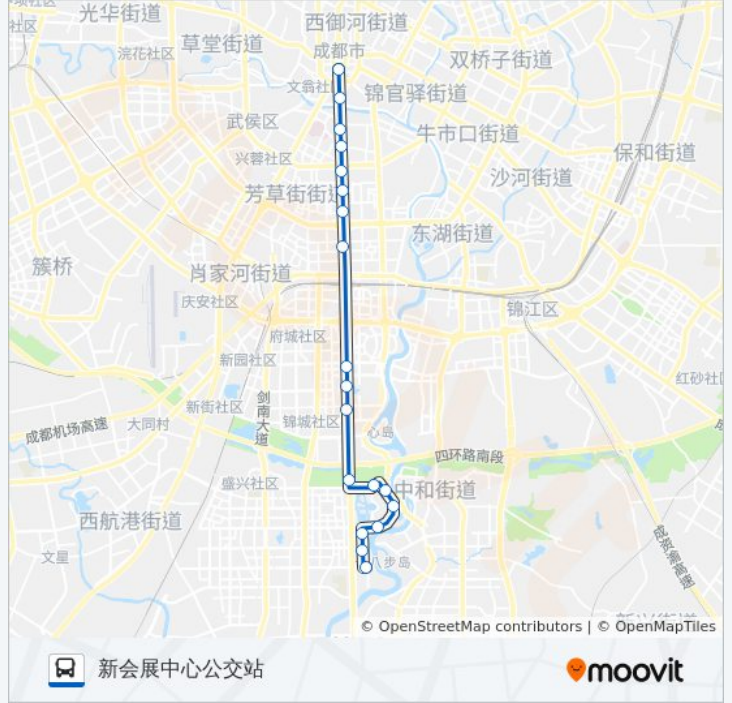 光华街道
西御河街道
社区
草堂街道
成都市
双桥子街道
浣花社区
文翁社
锦官驿街道
武侯区
牛市口街道
兴蓉社区
保和街道
沙河街道
芳草街街道
东湖街道
簇桥
肖家河街道
庆安社区
锦江区
府城社区
新园社区
红砂社
新街社区
剑南大道
锦城社区
大同村
成都机场高速
心岛
四环路南段
盛兴社区
中和街道
西航港街道
成资渝高速
文星
八步岛
© OpenStreetMap contributors | © OpenMapTiles
新会展中心公交站
moovit